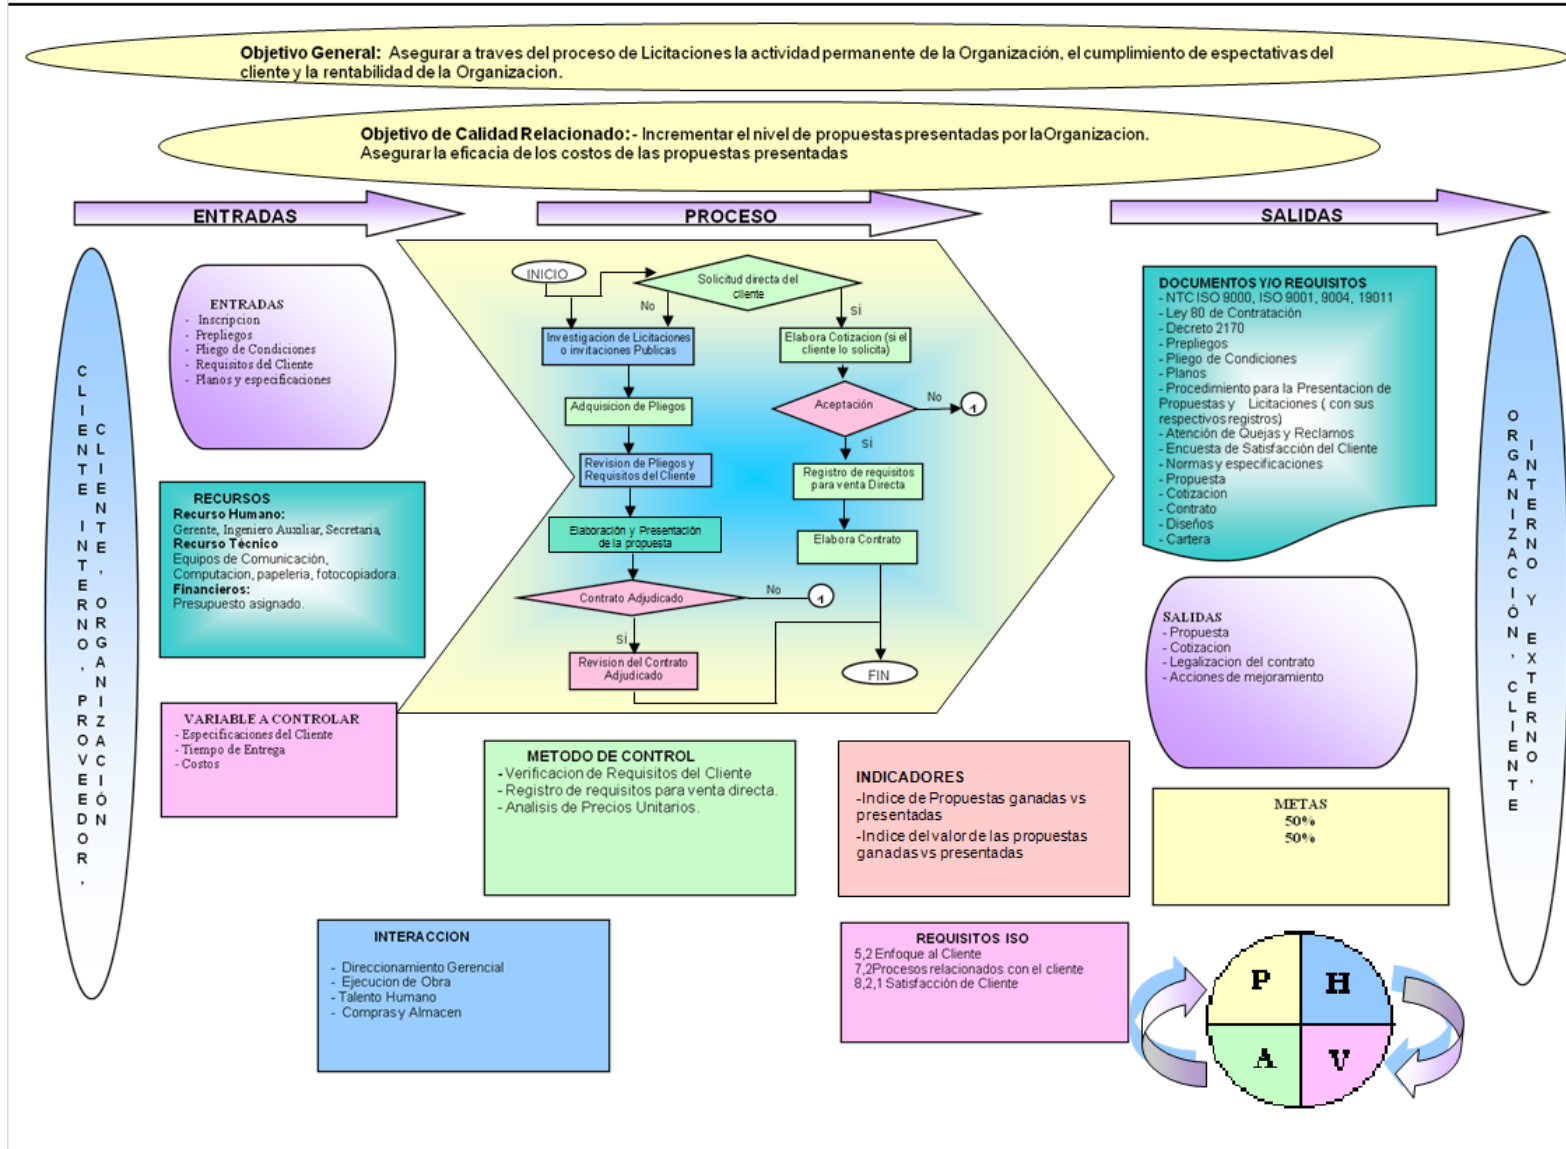 Objetivo General: Asegurar a traves del proceso de Licitaciones la actividad permanente de la Organización, el cumplimiento de espectativas del
cliente y la rentabilidad de la Organizacion.
Objetivo de Calidad Relacionado:- Incrementar el nivel de propuestas presentadas por laOrganizacion.
Asegurar la eficacia de los costos de las propuestas presentadas
ENTRADAS
PROCESO
SALIDAS
CLIENTE, ORGANIZACIÓN
CLIENTE INTERNO, PROVEEDOR,
ENTRADAS
- Inscripcion
- Prepliegos
- Pliego de Condiciones
- Requisitos del Cliente
- Planos y especificaciones
RECURSOS
Recurso Humano:
Gerente, Ingeniero Auxiliar, Secretaria,
Recurso Técnico
Equipos de Comunicación,
Computacion, papeleria, fotocopiadora.
Financieros:
Presupuesto asignado.
VARIABLE A CONTROLAR
- Especificaciones del Cliente
- Tiempo de Entrega
- Costos
INICIO
Solicitud directa del
cliente
No
si
Investigacion de Licitaciones
o invitaciones Publicas
Elabora Cotizacion (si el
cliente lo solicita)
Adquisicion de Pliegos
Aceptación
No
1
si
Revision de Pliegos y
Requisitos del Cliente
Registro de requisitos
para venta Directa
Elaboración y Presentación
de la propuesta
Elabora Contrato
Contrato Adjudicado
No
1
si
Revision del Contrato
Adjudicado
FIN
DOCUMENTOS Y/O REQUISITOS
- NTC ISO 9000, ISO 9001, 9004, 19011
- Ley 80 de Contratación
- Decreto 2170
- Prepliegos
- Pliego de Condiciones
- Planos
- Procedimiento para la Presentacion de
Propuestas y Licitaciones ( con sus
respectivos registros)
- Atención de Quejas y Reclamos
- Encuesta de Satisfacción del Cliente
- Normas y especificaciones
- Propuesta
- Cotizacion
- Contrato
- Diseños
- Cartera
SALIDAS
- Propuesta
- Cotizacion
- Legalizacion del contrato
- Acciones de mejoramiento
ORGANIZACIÓN, CLIENTE
INTERNO Y EXTERNO,
METODO DE CONTROL
- Verificacion de Requisitos del Cliente
- Registro de requisitos para venta directa.
- Analisis de Precios Unitarios.
INDICADORES
-Indice de Propuestas ganadas vs
presentadas
-Indice del valor de las propuestas
ganadas vs presentadas
METAS
50%
50%
INTERACCION
- Direccionamiento Gerencial
- Ejecucion de Obra
- Talento Humano
- Compras y Almacen
REQUISITOS ISO
5,2 Enfoque al Cliente
7,2Procesos relacionados con el cliente
8,2,1 Satisfacción de Cliente
P
H
A
V